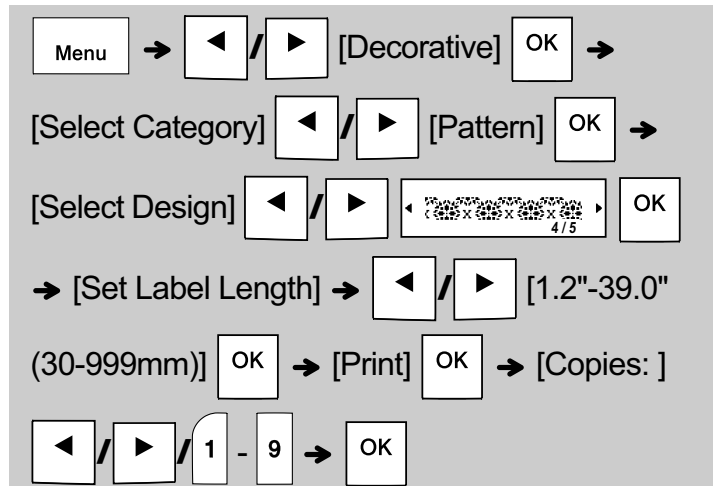 Menu → ◄/► [Decorative] OK →
[Select Category] ◄/► [Pattern] OK →
[Select Design] ◄/► ◄ 4/5 ► OK
→ [Set Label Length] → ◄/► [1.2"-39.0"
(30-999mm)] OK → [Print] OK → [Copies: ]
◄/►/1 - 9 → OK